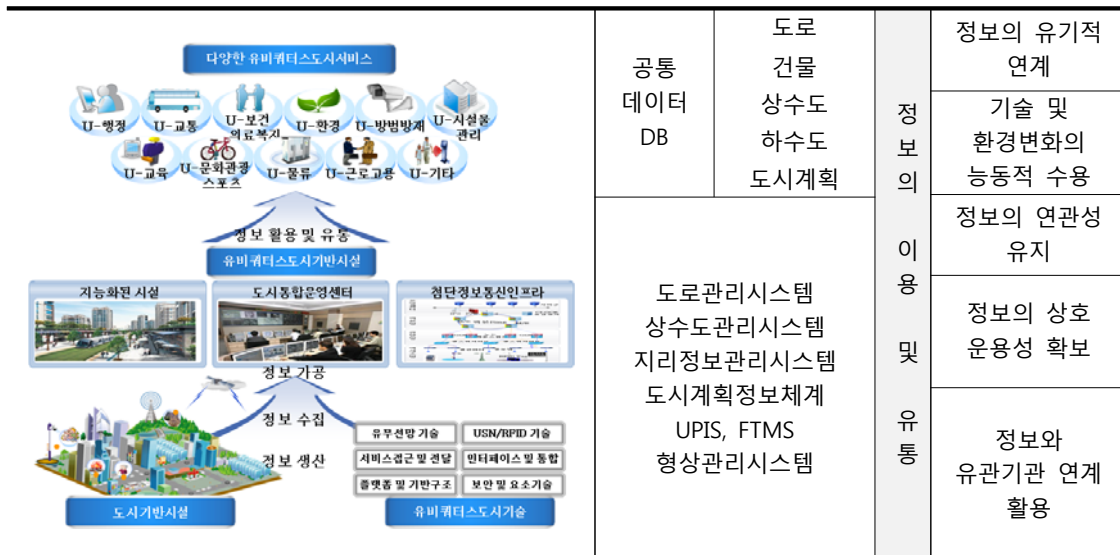 다양한 유비쿼터스도시서비스
U-행정
U-교통
U-보건
의료복지
U-환경
U-방범방재
U-시설물
관리
U-교육
U-문화관광
스포츠
U-물류
U-근로고용
U-기타
정보 활용 및 유통
유비쿼터스도시기반시설
지능화된 시설
도시통합운영센터
첨단정보통신인프라
정보 가공
정보 수집
정보 생산
유무선망 기술
USN/RPID 기술
서비스접근 및 전달
인터페이스 및 통합
플랫폼 및 기반구조
보안 및 요소기술
도시기반시설
유비쿼터스도시기술
공통
데이터
DB
도로
건물
상수도
하수도
도시계획
도로관리시스템
상수도관리시스템
지리정보관리시스템
도시계획정보체계
UPIS, FTMS
형상관리시스템
정
보
의
이
용
및
유
통
정보의 유기적
연계
기술 및
환경변화의
능동적 수용
정보의 연관성
유지
정보의 상호
운용성 확보
정보와
유관기관 연계
활용